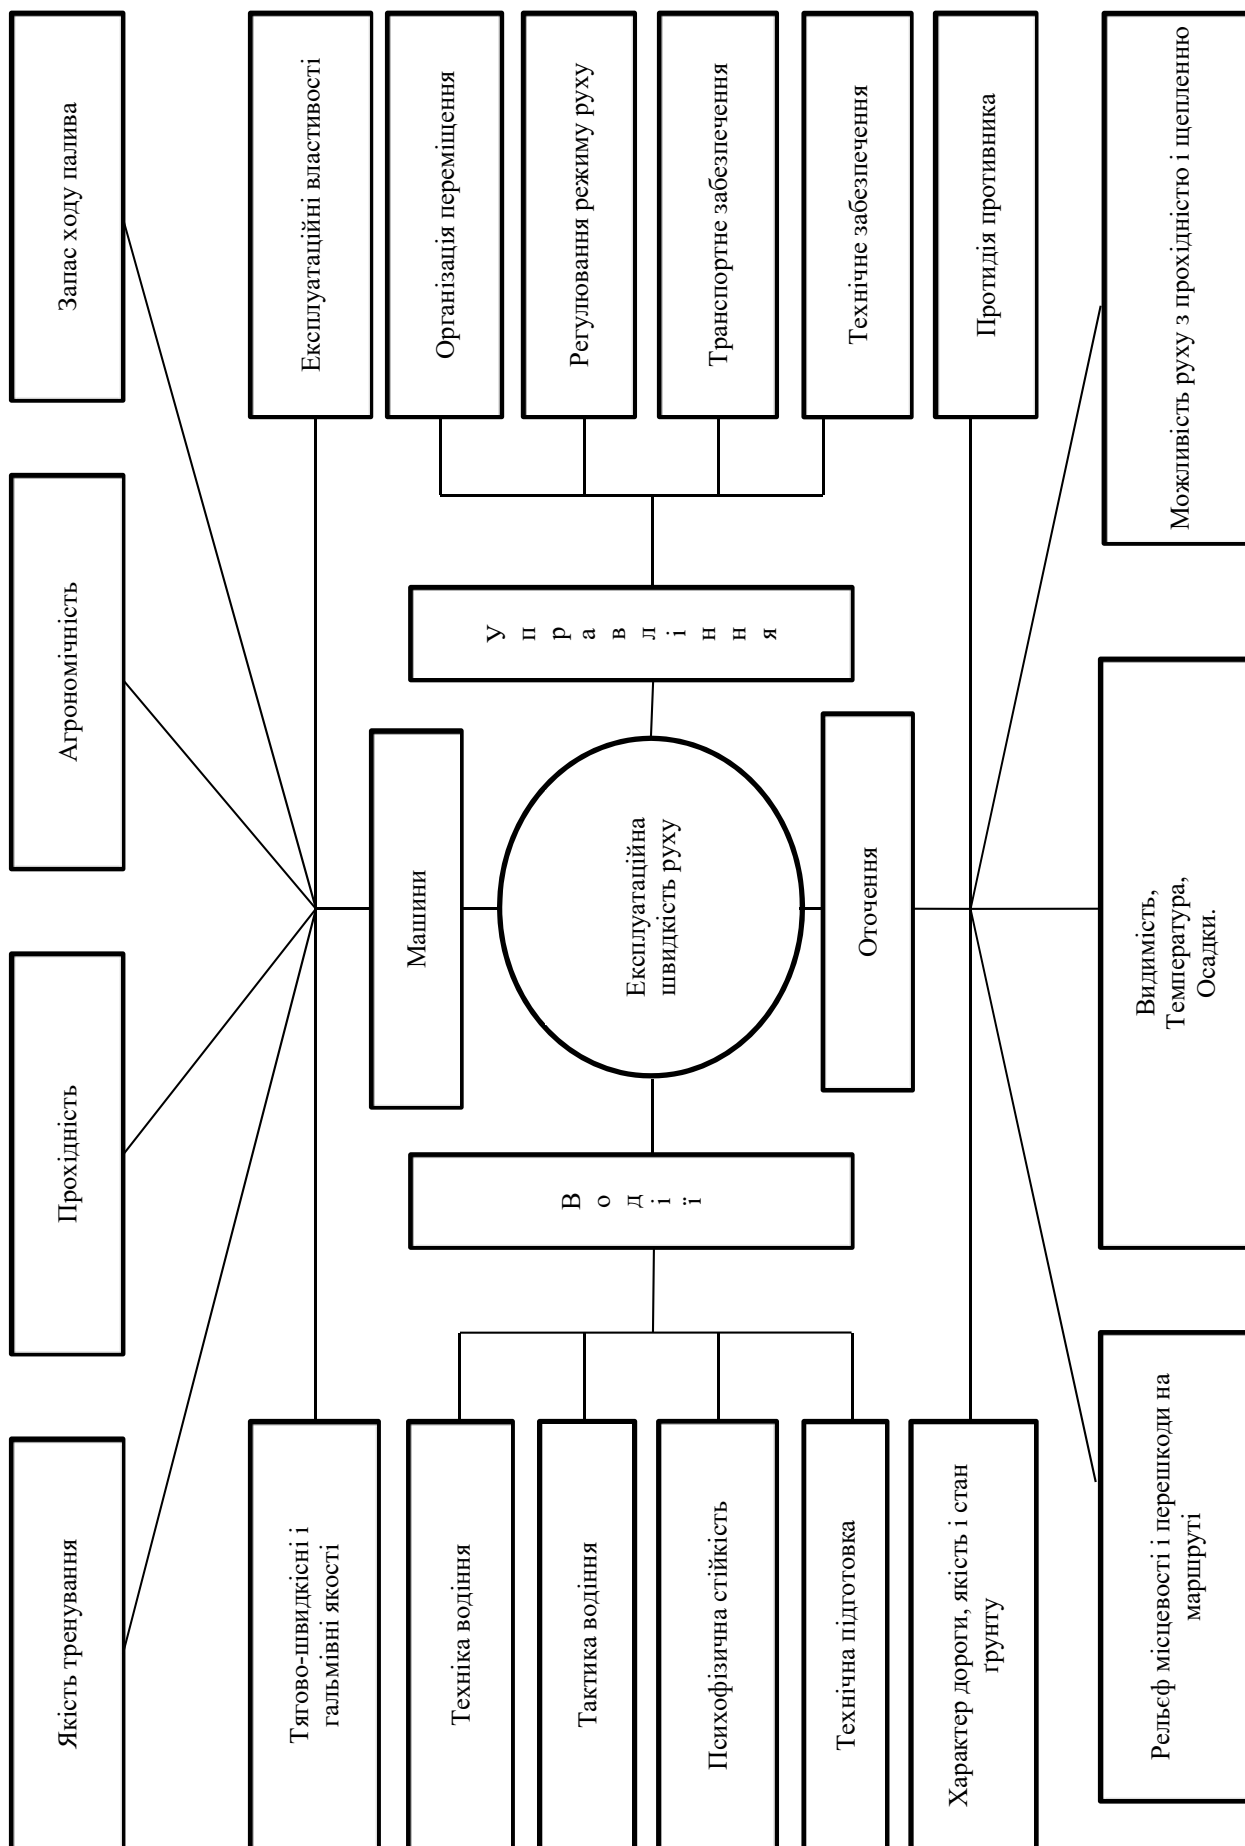 Якість тренування
Прохідність
Агрономічність
Запас ходу палива
Тягово-швидкісні і
гальмівні якості
Експлуатаційні властивості
Машини
Техніка водіння
Тактика водіння
Психофізична стійкість
Технічна підготовка
Водії
Експлуатаційна
швидкість руху
Управління
Організація переміщення
Регулювання режиму руху
Транспортне забезпечення
Технічне забезпечення
Оточення
Характер дороги, якість і стан
ґрунту
Протидія противника
Рельєф місцевості і перешкоди на
маршруті
Видимість,
Температура,
Осадки.
Можливість руху з прохідністю і щепленню